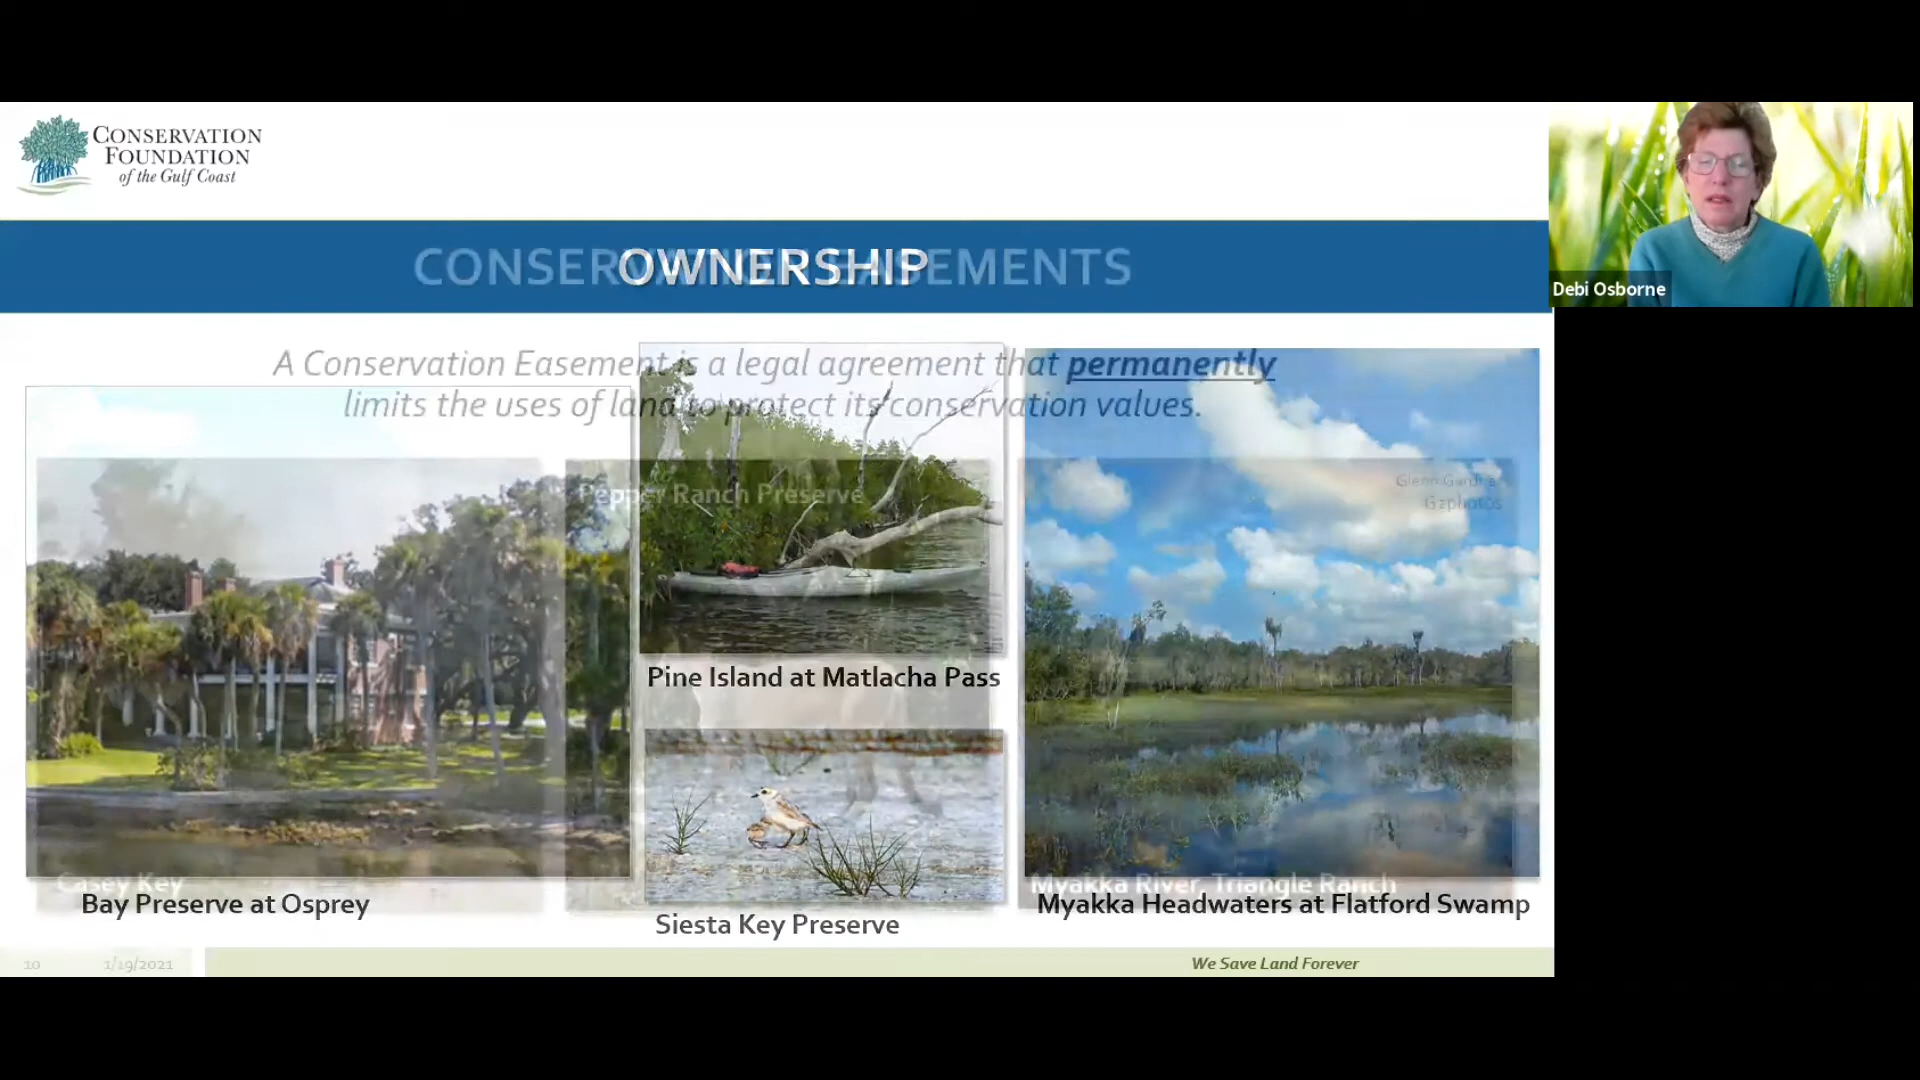 CONSERVATION
FOUNDATION
of the Gulf Coast
CONSERVATION EASEMENTS
OWNERSHIP
Debi Osborne
A Conservation Easement is a legal agreement that permanently
limits the uses of land to protect its conservation values.
Pepper Ranch Preserve
Pine Island at Matlacha Pass
Casey Key
Bay Preserve at Osprey
Siesta Key Preserve
Myakka River, Triangle Ranch
Myakka Headwaters at Flatford Swamp
10
1/19/2021
We Save Land Forever